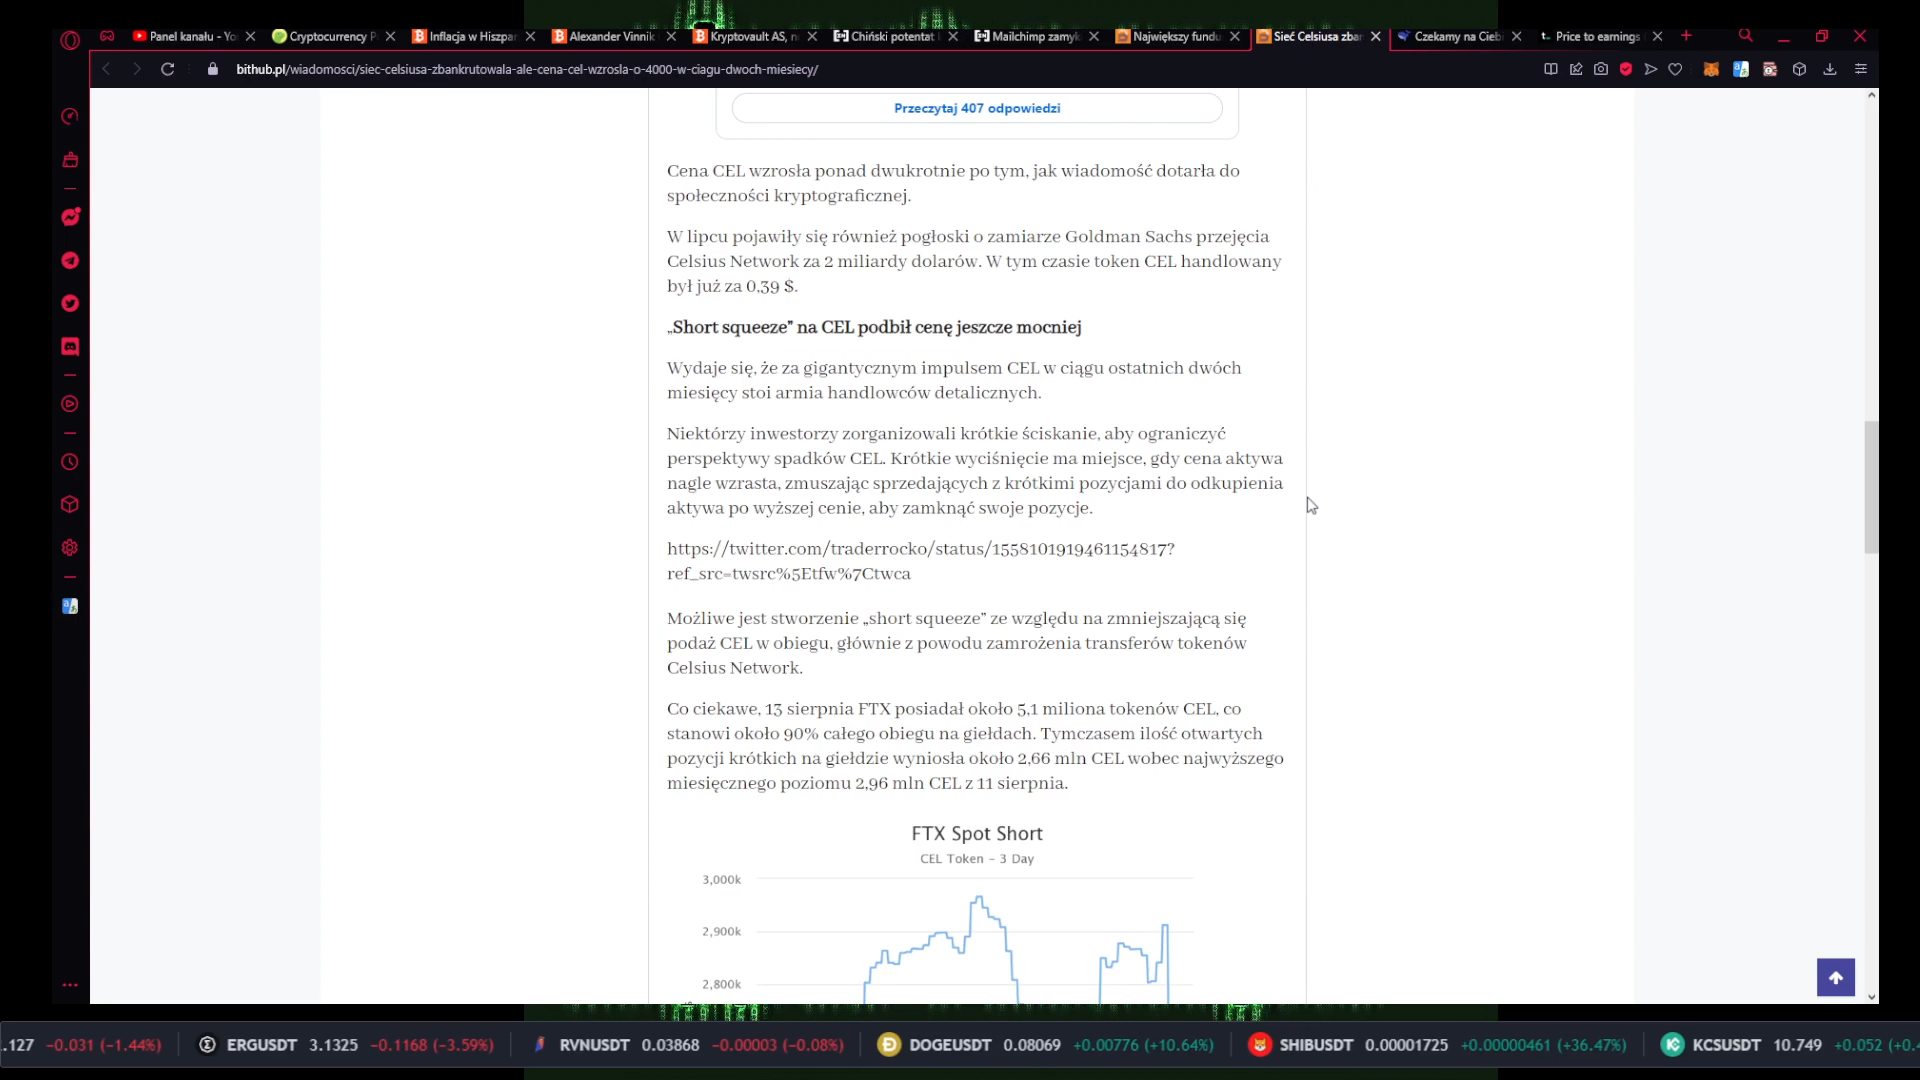 Panel kanału - Yo
Cryptocurrency P
Inflacja w Hiszpar
Alexander Vinnik
Kryptovault AS, n
Chiński potentat
Mailchimp zamyk
Największy fundu
Sieć Celsiusa zba
Czekamy na Cieb
Price to earnings
bithub.pl/wiadomosci/siec-celsiusa-zbankrutowala-ale-cena-cel-wzrosla-o-4000-w-ciagu-dwoch-miesiecy/
Przeczytaj 407 odpowiedzi
Cena CEL wzrosła ponad dwukrotnie po tym, jak wiadomość dotarła do
społeczności kryptograficznej.
W lipcu pojawiły się również pogłoski o zamiarze Goldman Sachs przejęcia
Celsius Network za 2 miliardy dolarów. W tym czasie token CEL handlowany
był już za 0,39 $.
„Short squeeze” na CEL podbił cenę jeszcze mocniej
Wydaje się, że za gigantycznym impulsem CEL w ciągu ostatnich dwóch
miesięcy stoi armia handlowców detalicznych.
Niektórzy inwestorzy zorganizowali krótkie ściskanie, aby ograniczyć
perspektywy spadków CEL. Krótkie wyciśnięcie ma miejsce, gdy cena aktywa
nagle wzrasta, zmuszając sprzedających z krótkimi pozycjami do odkupienia
aktywa po wyższej cenie, aby zamknąć swoje pozycje.
https://twitter.com/traderrocko/status/1558101919461154817?
ref_src=twsrc%5Etfw%7Ctwca
Możliwe jest stworzenie „short squeeze” ze względu na zmniejszającą się
podaż CEL w obiegu, głównie z powodu zamrożenia transferów tokenów
Celsius Network.
Co ciekawe, 13 sierpnia FTX posiadał około 5,1 miliona tokenów CEL, co
stanowi około 90% całego obiegu na giełdach. Tymczasem ilość otwartych
pozycji krótkich na giełdzie wyniosła około 2,66 mln CEL wobec najwyższego
miesięcznego poziomu 2,96 mln CEL z 11 sierpnia.
FTX Spot Short
CEL Token - 3 Day
3,000k
2,900k
2,800k
.127 -0.031 (-1.44%) ERGUSDT 3.1325 -0.1168 (-3.59%) RVNUSDT 0.03868 -0.00003 (-0.08%) DOGEUSDT 0.08069 +0.00776 (+10.64%) SHIBUSDT 0.00001725 +0.00000461 (+36.47%) KCSUSDT 10.749 +0.052 (+0.